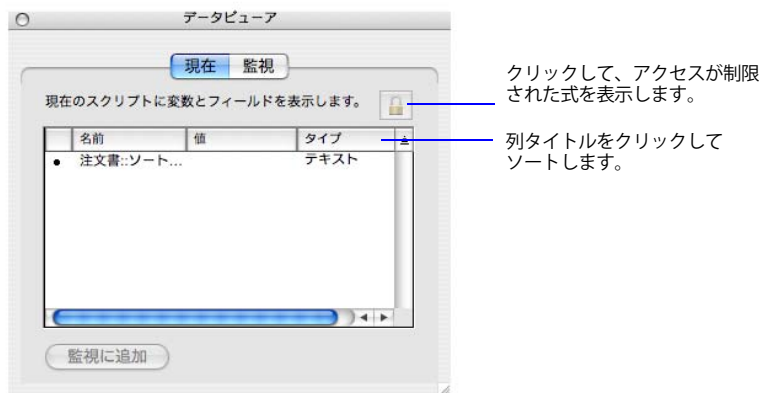 データビューア
現在 監視
現在のスクリプトに変数とフィールドを表示します。
名前 値 タイプ
注文書::ソート... テキスト
監視に追加
クリックして、アクセスが制限
された式を表示します。
列タイトルをクリックして
ソートします。